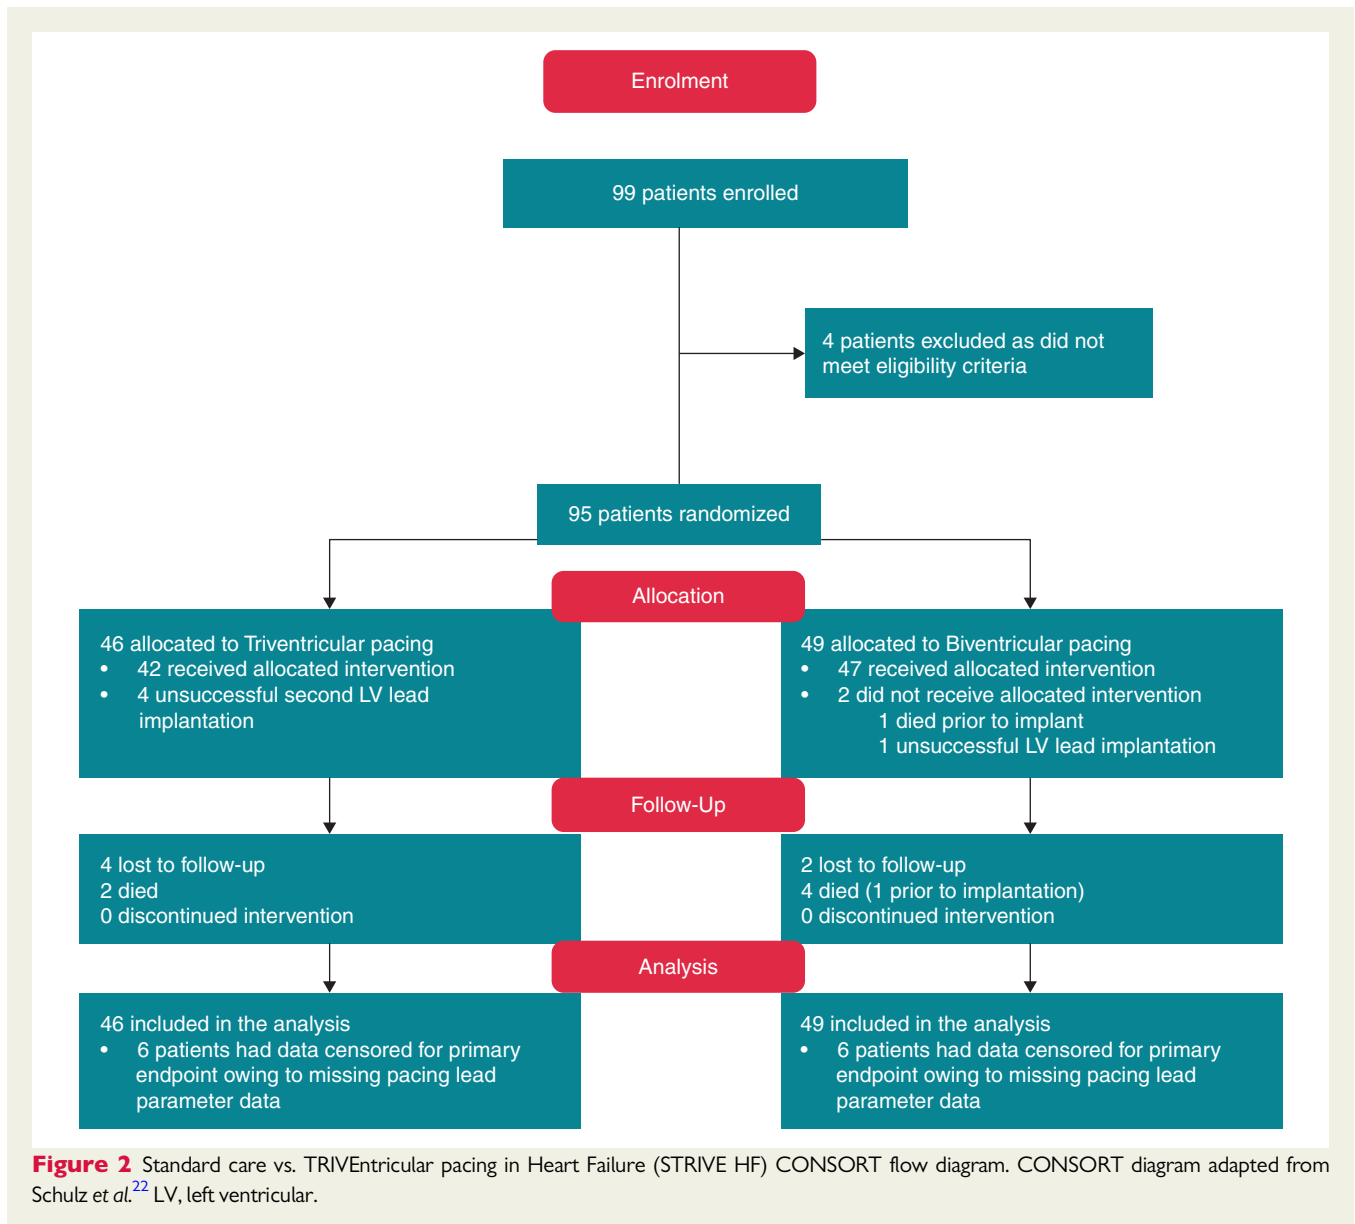 Enrolment
99 patients enrolled
4 patients excluded as did not
meet eligibility criteria
95 patients randomized
Allocation
46 allocated to Triventricular pacing
• 42 received allocated intervention
• 4 unsuccessful second LV lead
implantation
49 allocated to Biventricular pacing
• 47 received allocated intervention
• 2 did not receive allocated intervention
1 died prior to implant
1 unsuccessful LV lead implantation
Follow-Up
4 lost to follow-up
2 died
0 discontinued intervention
2 lost to follow-up
4 died (1 prior to implantation)
0 discontinued intervention
Analysis
46 included in the analysis
• 6 patients had data censored for primary
endpoint owing to missing pacing lead
parameter data
49 included in the analysis
• 6 patients had data censored for primary
endpoint owing to missing pacing lead
parameter data
Figure 2 Standard care vs. TRIVEntricular pacing in Heart Failure (STRIVE HF) CONSORT flow diagram. CONSORT diagram adapted from
Schulz et al.22 LV, left ventricular.